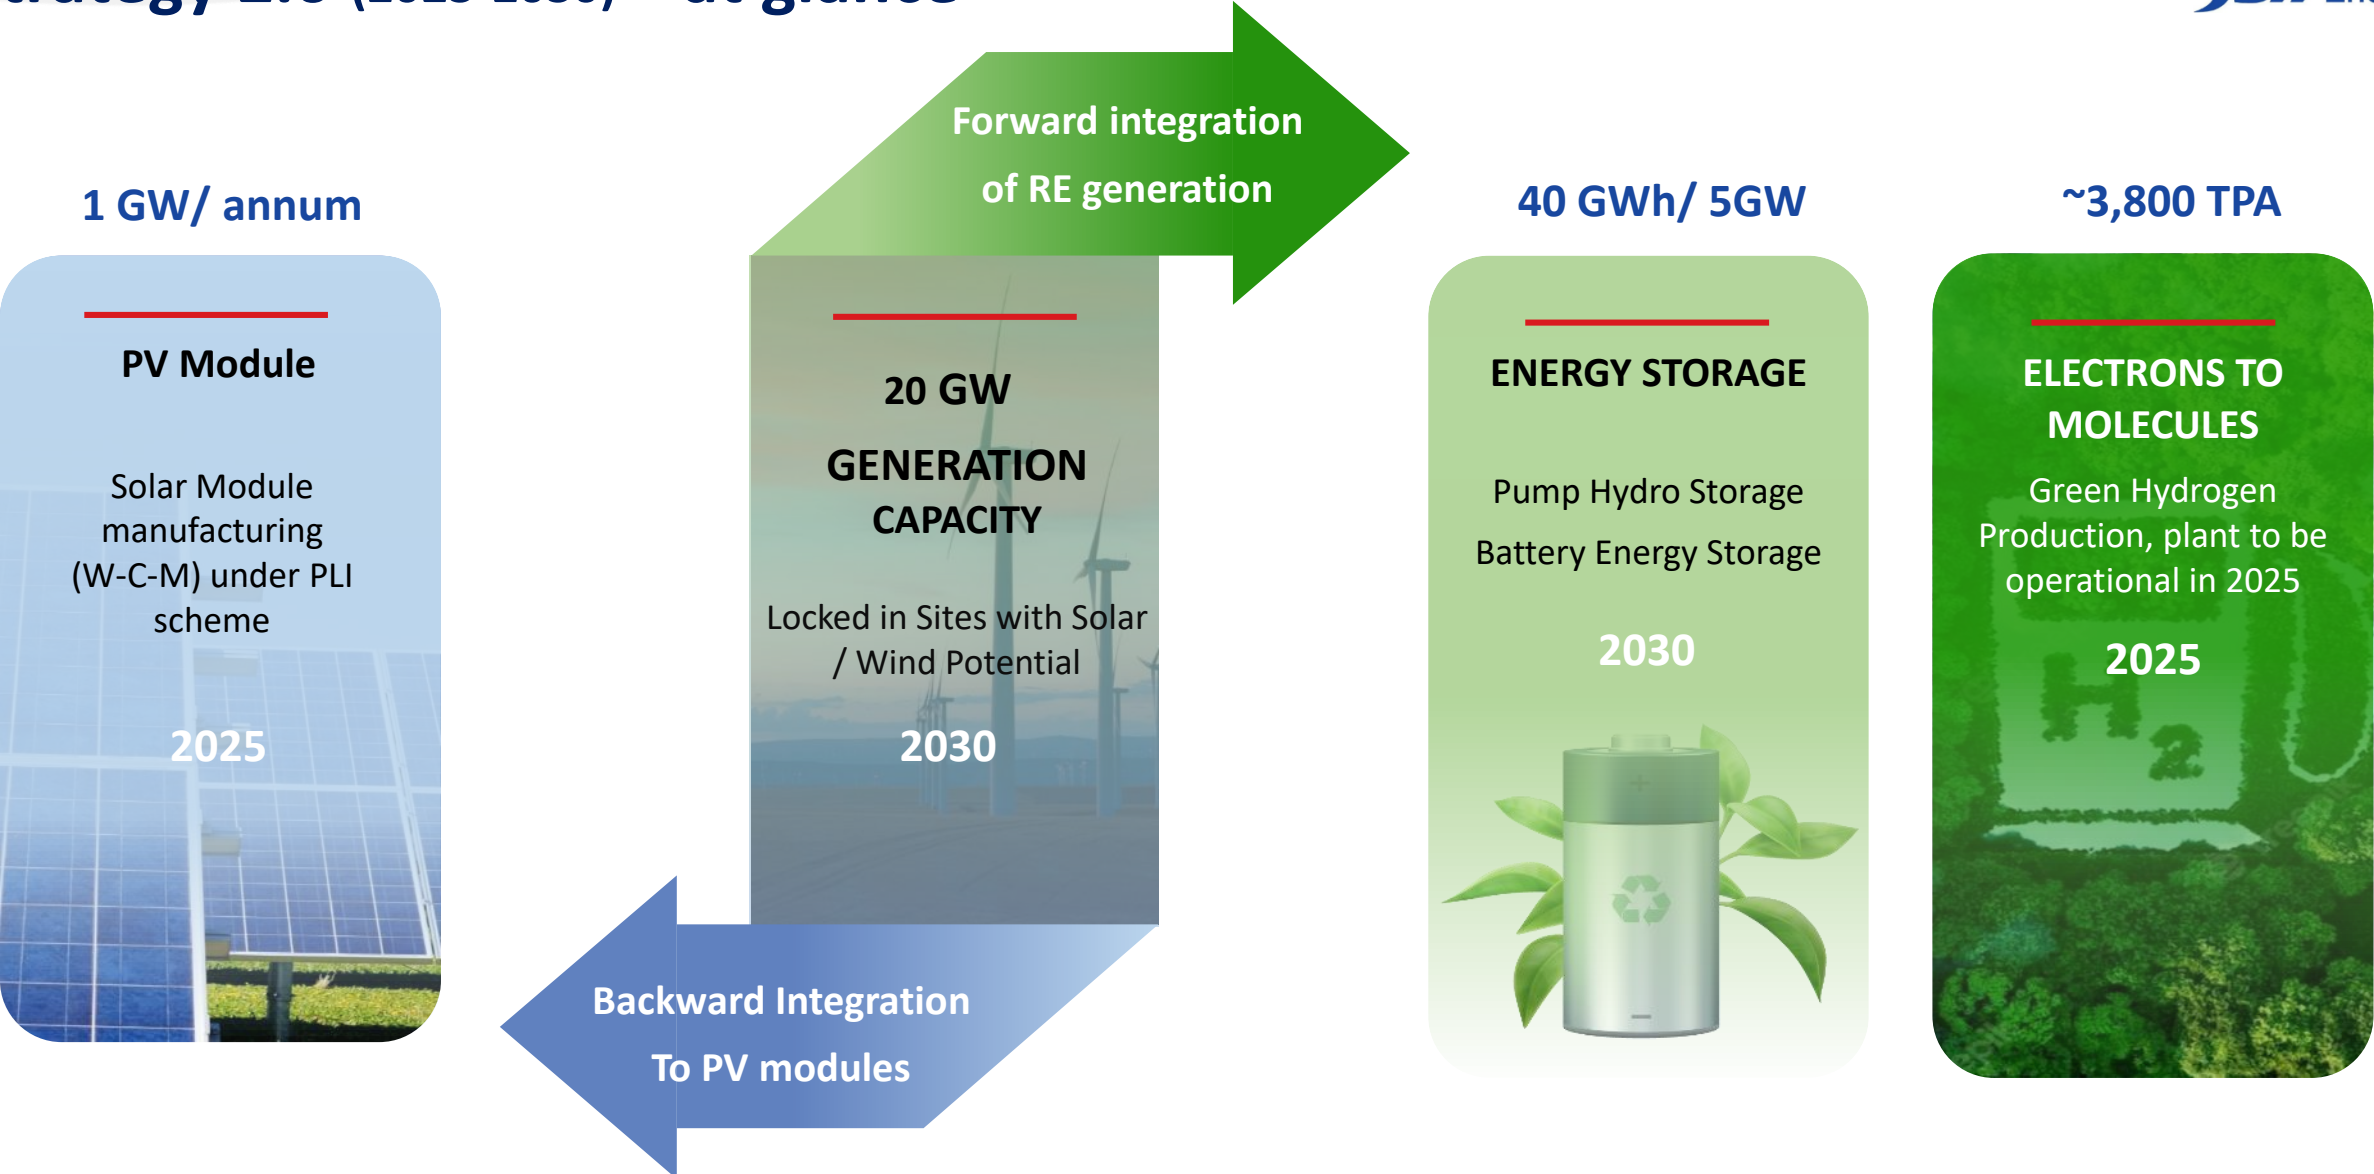 at glance
1 GW/ annum
PV Module
Solar Module
manufacturing
(W-C-M) under PLI
scheme
2025
Forward integration
of RE generation
20 GW
GENERATION
CAPACITY
Locked in Sites with Solar
/ Wind Potential
2030
Backward Integration
To PV modules
40 GWh/ 5GW
ENERGY STORAGE
Pump Hydro Storage
Battery Energy Storage
2030
~3,800 TPA
ELECTRONS TO
MOLECULES
Green Hydrogen
Production, plant to be
operational in 2025
2025
H2